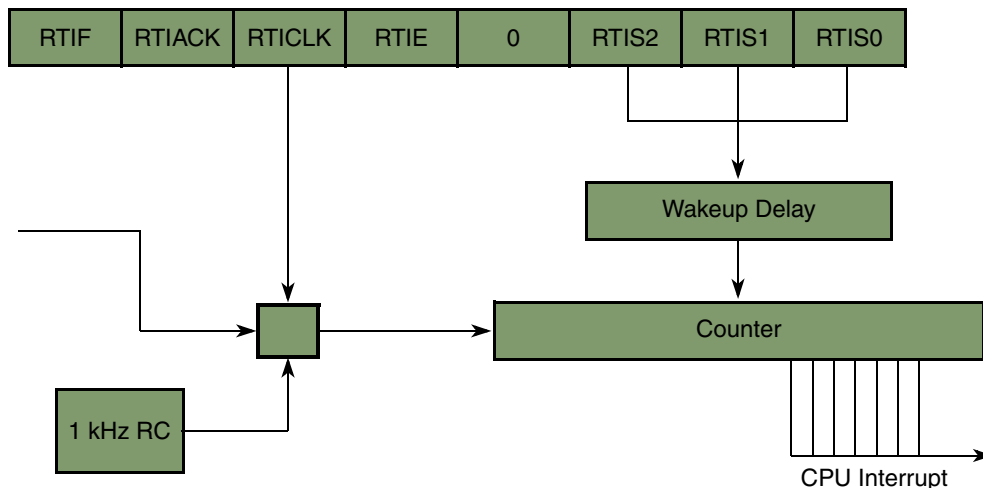 RTIF RTIACK RTICLK RTIE 0 RTIS2 RTIS1 RTIS0
Wakeup Delay
Counter
1 kHz RC
CPU Interrupt